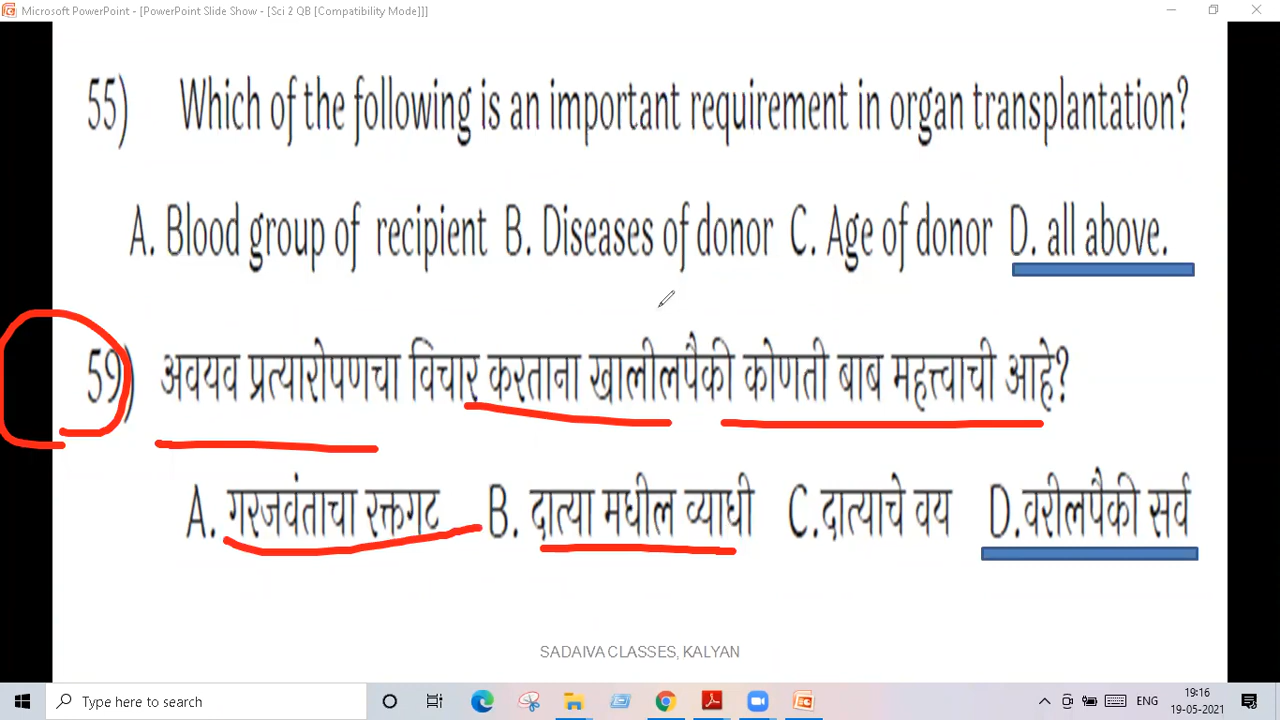 Microsoft PowerPoint - [PowerPoint Slide Show - [Sci 2 QB [Compatibility Mode]]]
55) Which of the following is an important requirement in organ transplantation?
A. Blood group of recipient B. Diseases of donor C. Age of donor D. all above.
59) अवयव प्रत्यारोपणचा विचार करताना खालीलपैकी कोणती बाब महत्त्वाची आहे?
A. गरजवंताचा रक्तगट B. दात्या मधील व्याधी C.दात्याचे वय D.वरीलपैकी सर्व
SADAIVA CLASSES, KALYAN
Type here to search
ENG
19:16
19-05-2021